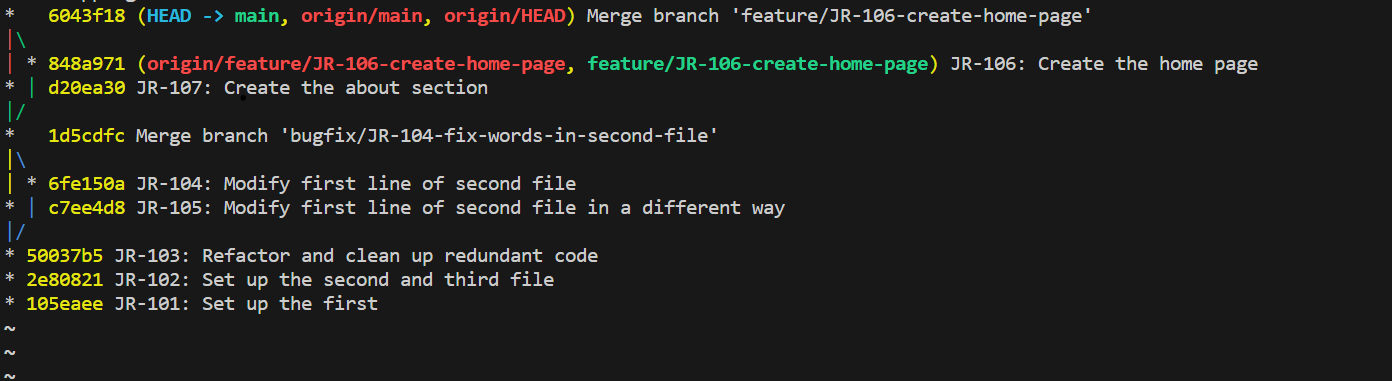 *   6043f18 (HEAD -> main, origin/main, origin/HEAD) Merge branch 'feature/JR-106-create-home-page'
|\
| * 848a971 (origin/feature/JR-106-create-home-page, feature/JR-106-create-home-page) JR-106: Create the home page
* | d20ea30 JR-107: Create the about section
|/
*   1d5cdfc Merge branch 'bugfix/JR-104-fix-words-in-second-file'
|\
| * 6fe150a JR-104: Modify first line of second file
* | c7ee4d8 JR-105: Modify first line of second file in a different way
|/
* 50037b5 JR-103: Refactor and clean up redundant code
* 2e80821 JR-102: Set up the second and third file
* 105eaee JR-101: Set up the first
~
~
~